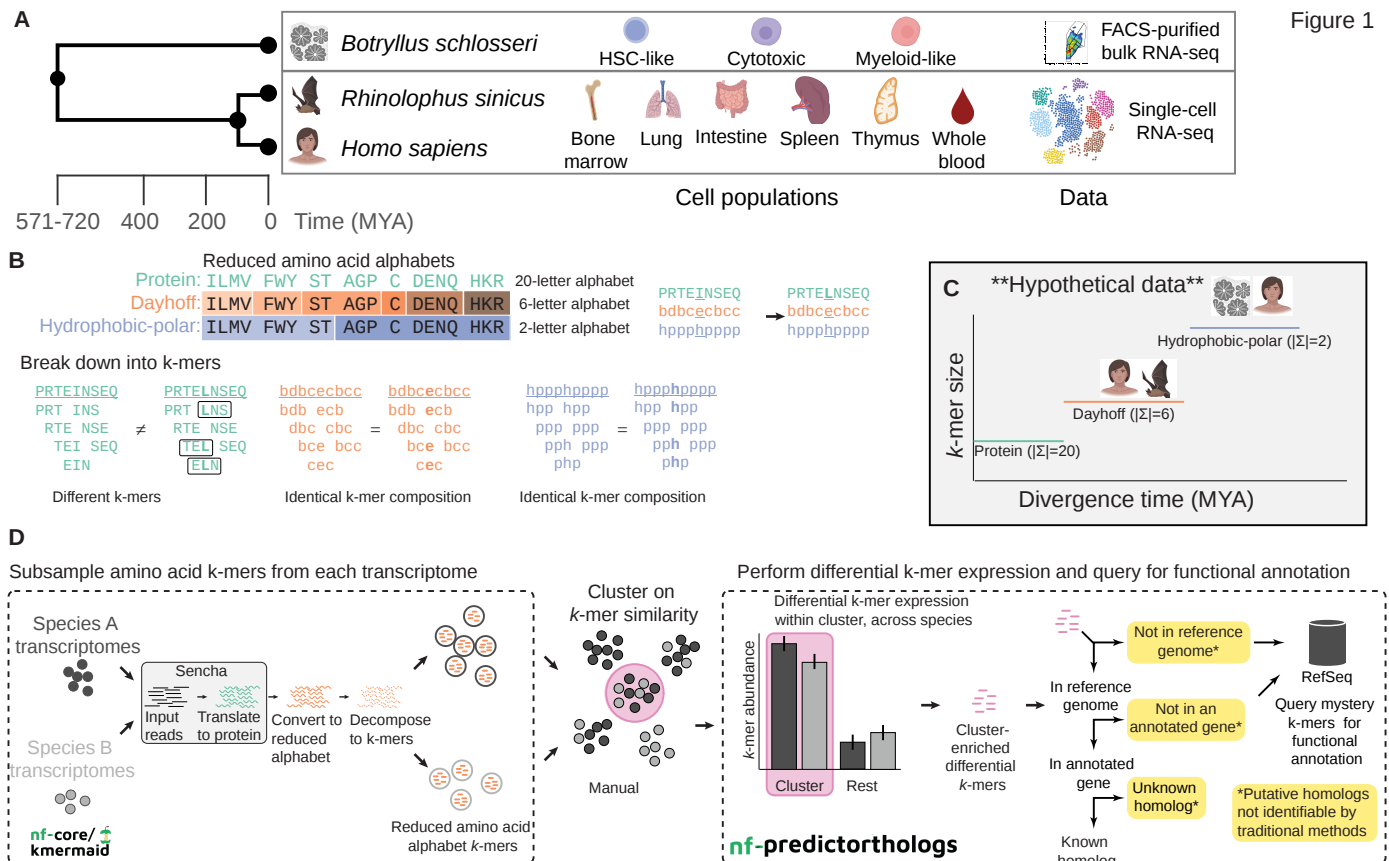 A
Figure 1
Botryllus schlosseri
HSC-like
Cytotoxic
Myeloid-like
FACS-purified
bulk RNA-seq
Rhinolophus sinicus
Homo sapiens
Bone
marrow
Lung
Intestine
Spleen
Thymus
Whole
blood
Single-cell
RNA-seq
Cell populations
Data
571-720
400
200
0
Time (MYA)
B
Reduced amino acid alphabets
Protein: ILMV FWY ST AGP C DENQ HKR 20-letter alphabet
Dayhoff: ILMV FWY ST AGP C DENQ HKR 6-letter alphabet
Hydrophobic-polar: ILMV FWY ST AGP C DENQ HKR 2-letter alphabet
PRTEINSEQ
bdbcecbcc
hppphpppp
PRTELNSEQ
bdbcecbcc
hppphpppp
Break down into k-mers
PRTEINSEQ
PRT INS
RTE NSE
TEI SEQ
EIN
≠
PRTELNSEQ
PRT LNS
RTE NSE
TEL SEQ
ELN
Different k-mers
bdbcecbcc
bdb ecb
dbc cbc
bce bcc
cec
=
bdbcecbcc
bdb ecb
dbc cbc
bce bcc
cec
Identical k-mer composition
hppphpppp
hpp hpp
ppp ppp
pph ppp
php
=
hppphpppp
hpp hpp
ppp ppp
pph ppp
php
Identical k-mer composition
C
**Hypothetical data**
k-mer size
Hydrophobic-polar (|Σ|=2)
Dayhoff (|Σ|=6)
Protein (|Σ|=20)
Divergence time (MYA)
D
Subsample amino acid k-mers from each transcriptome
Species A
transcriptomes
Species B
transcriptomes
Sencha
Input
reads
Translate
to protein
Convert to
reduced
alphabet
Decompose
to k-mers
Reduced amino acid
alphabet k-mers
nf-core/
kmermaid
Cluster on
k-mer similarity
Manual
Perform differential k-mer expression and query for functional annotation
Differential k-mer expression
within cluster, across species
k-mer abundance
Cluster
Rest
Cluster-
enriched
differential
k-mers
nf-predictorthologs
Not in reference
genome*
In reference
genome
Not in an
annotated gene*
In annotated
gene
Unknown
homolog*
Known
homolog
RefSeq
Query mystery
k-mers for
functional
annotation
*Putative homologs
not identifiable by
traditional methods